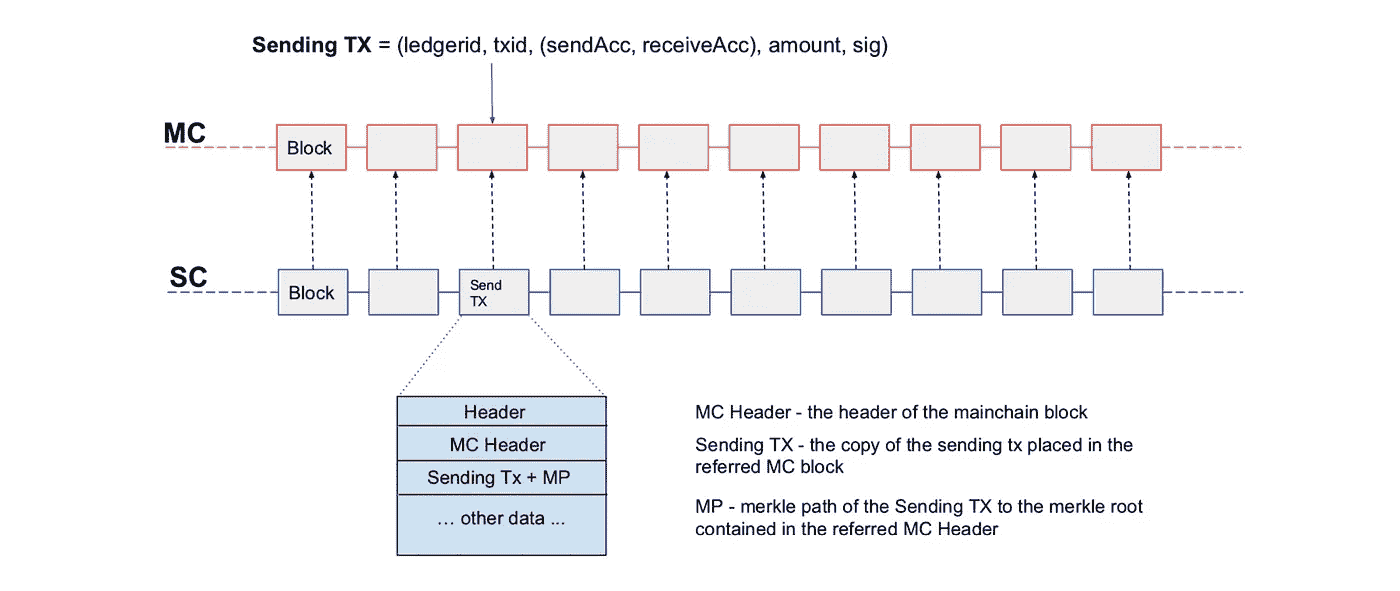 Sending TX = (ledgerid, txid, (sendAcc, receiveAcc), amount, sig)
MC
Block
SC
Block
Send
TX
Header
MC Header
Sending Tx + MP
... other data ...
MC Header - the header of the mainchain block
Sending TX - the copy of the sending tx placed in the
referred MC block
MP - merkle path of the Sending TX to the merkle root
contained in the referred MC Header